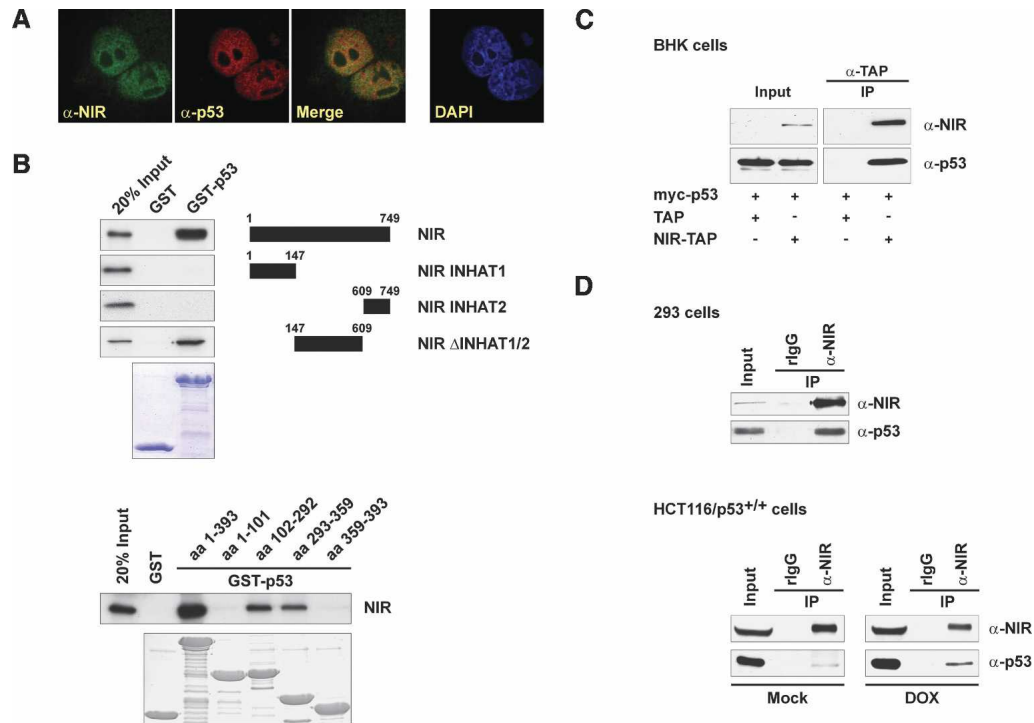 A
α-NIR α-p53 Merge DAPI
B
20% Input GST GST-p53
1 749
NIR
1 147
NIR INHAT1
609 749
NIR INHAT2
147 609
NIR ΔINHAT1/2
20% Input GST aa 1-393 aa 1-101 aa 102-292 aa 293-359 aa 359-393
GST-p53
NIR
C
BHK cells
α-TAP
Input IP
α-NIR
α-p53
myc-p53 + + + +
TAP + - + -
NIR-TAP - + - +
D
293 cells
Input rIgG α-NIR
IP
α-NIR
α-p53
HCT116/p53+/+ cells
Input rIgG α-NIR Input rIgG α-NIR
IP IP
α-NIR
α-p53
Mock DOX